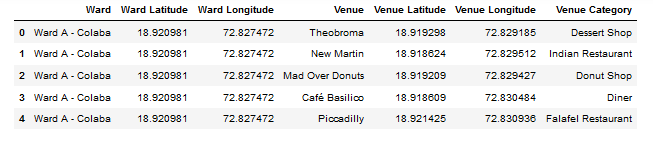 Ward Ward Latitude Ward Longitude Venue Venue Latitude Venue Longitude Venue Category
0 Ward A - Colaba 18.920981 72.827472 Theobroma 18.919298 72.829185 Dessert Shop
1 Ward A - Colaba 18.920981 72.827472 New Martin 18.918624 72.829512 Indian Restaurant
2 Ward A - Colaba 18.920981 72.827472 Mad Over Donuts 18.919209 72.829427 Donut Shop
3 Ward A - Colaba 18.920981 72.827472 Café Basilico 18.918609 72.830484 Diner
4 Ward A - Colaba 18.920981 72.827472 Piccadilly 18.921425 72.830936 Falafel Restaurant